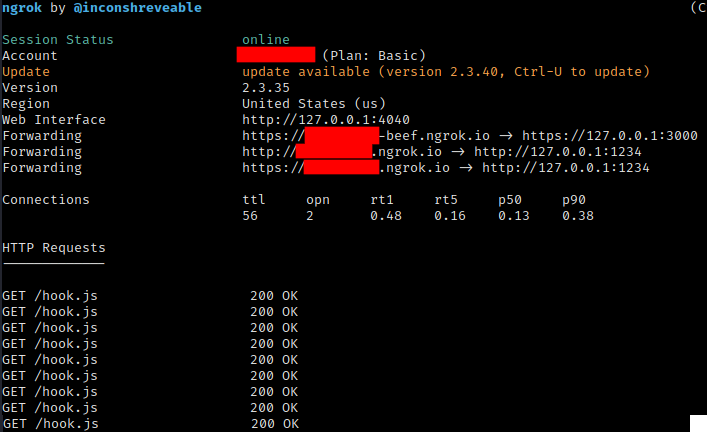 ngrok by @inconshreveable (C
Session Status online
Account (Plan: Basic)
Update update available (version 2.3.40, Ctrl-U to update)
Version 2.3.35
Region United States (us)
Web Interface http://127.0.0.1:4040
Forwarding https:// -beef.ngrok.io → https://127.0.0.1:3000
Forwarding http:// .ngrok.io → http://127.0.0.1:1234
Forwarding https:// .ngrok.io → http://127.0.0.1:1234
Connections ttl opn rt1 rt5 p50 p90
56 2 0.48 0.16 0.13 0.38
HTTP Requests
-------------
GET /hook.js 200 OK
GET /hook.js 200 OK
GET /hook.js 200 OK
GET /hook.js 200 OK
GET /hook.js 200 OK
GET /hook.js 200 OK
GET /hook.js 200 OK
GET /hook.js 200 OK
GET /hook.js 200 OK